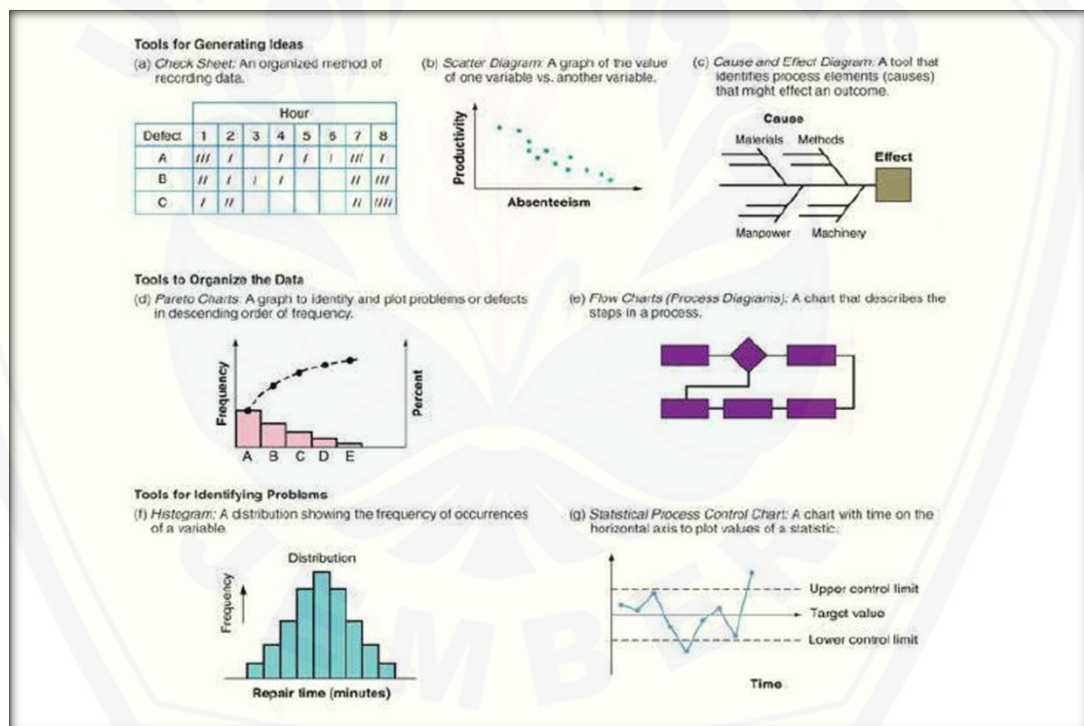 Tools for Generating Ideas
(a) Check Sheet: An organized method of
recording data.
Hour
Defect 1 2 3 4 5 6 7 8
A /// / / / / /// /
B // / / / // ///
C / // // ////
(b) Scatter Diagram: A graph of the value
of one variable vs. another variable.
Productivity
Absenteeism
(c) Cause and Effect Diagram: A tool that
identifies process elements (causes)
that might effect an outcome.
Cause
Materials Methods
Effect
Manpower Machinery
Tools to Organize the Data
(d) Pareto Charts: A graph to identify and plot problems or defects
in descending order of frequency.
Frequency
Percent
A B C D E
(e) Flow Charts (Process Diagrams): A chart that describes the
steps in a process.
Tools for Identifying Problems
(f) Histogram: A distribution showing the frequency of occurrences
of a variable
Distribution
Frequency
Repair time (minutes)
(g) Statistical Process Control Chart: A chart with time on the
horizontal axis to plot values of a statistic.
Upper control limit
Target value
Lower control limit
Time
JEMBER